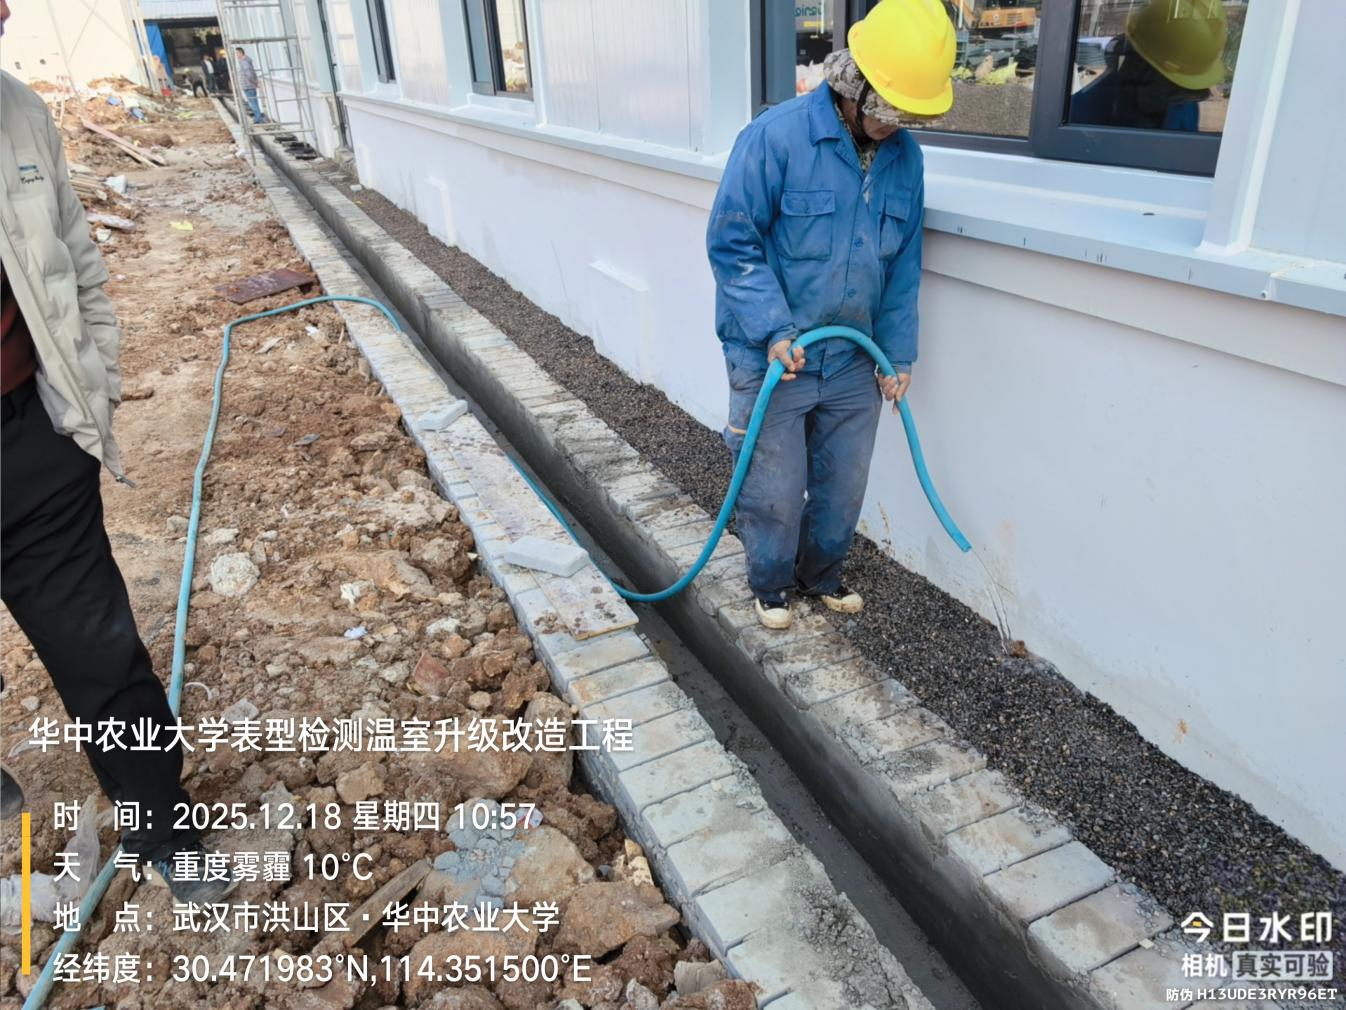 华中农业大学表型检测温室升级改造工程
时 间：2025.12.18 星期四 10:57
天 气：重度雾霾 10℃
地 点：武汉市洪山区·华中农业大学
经纬度：30.471983°N,114.351500°E
今日水印
相机 真实可验
防伪 H13UDE3RYR96ET